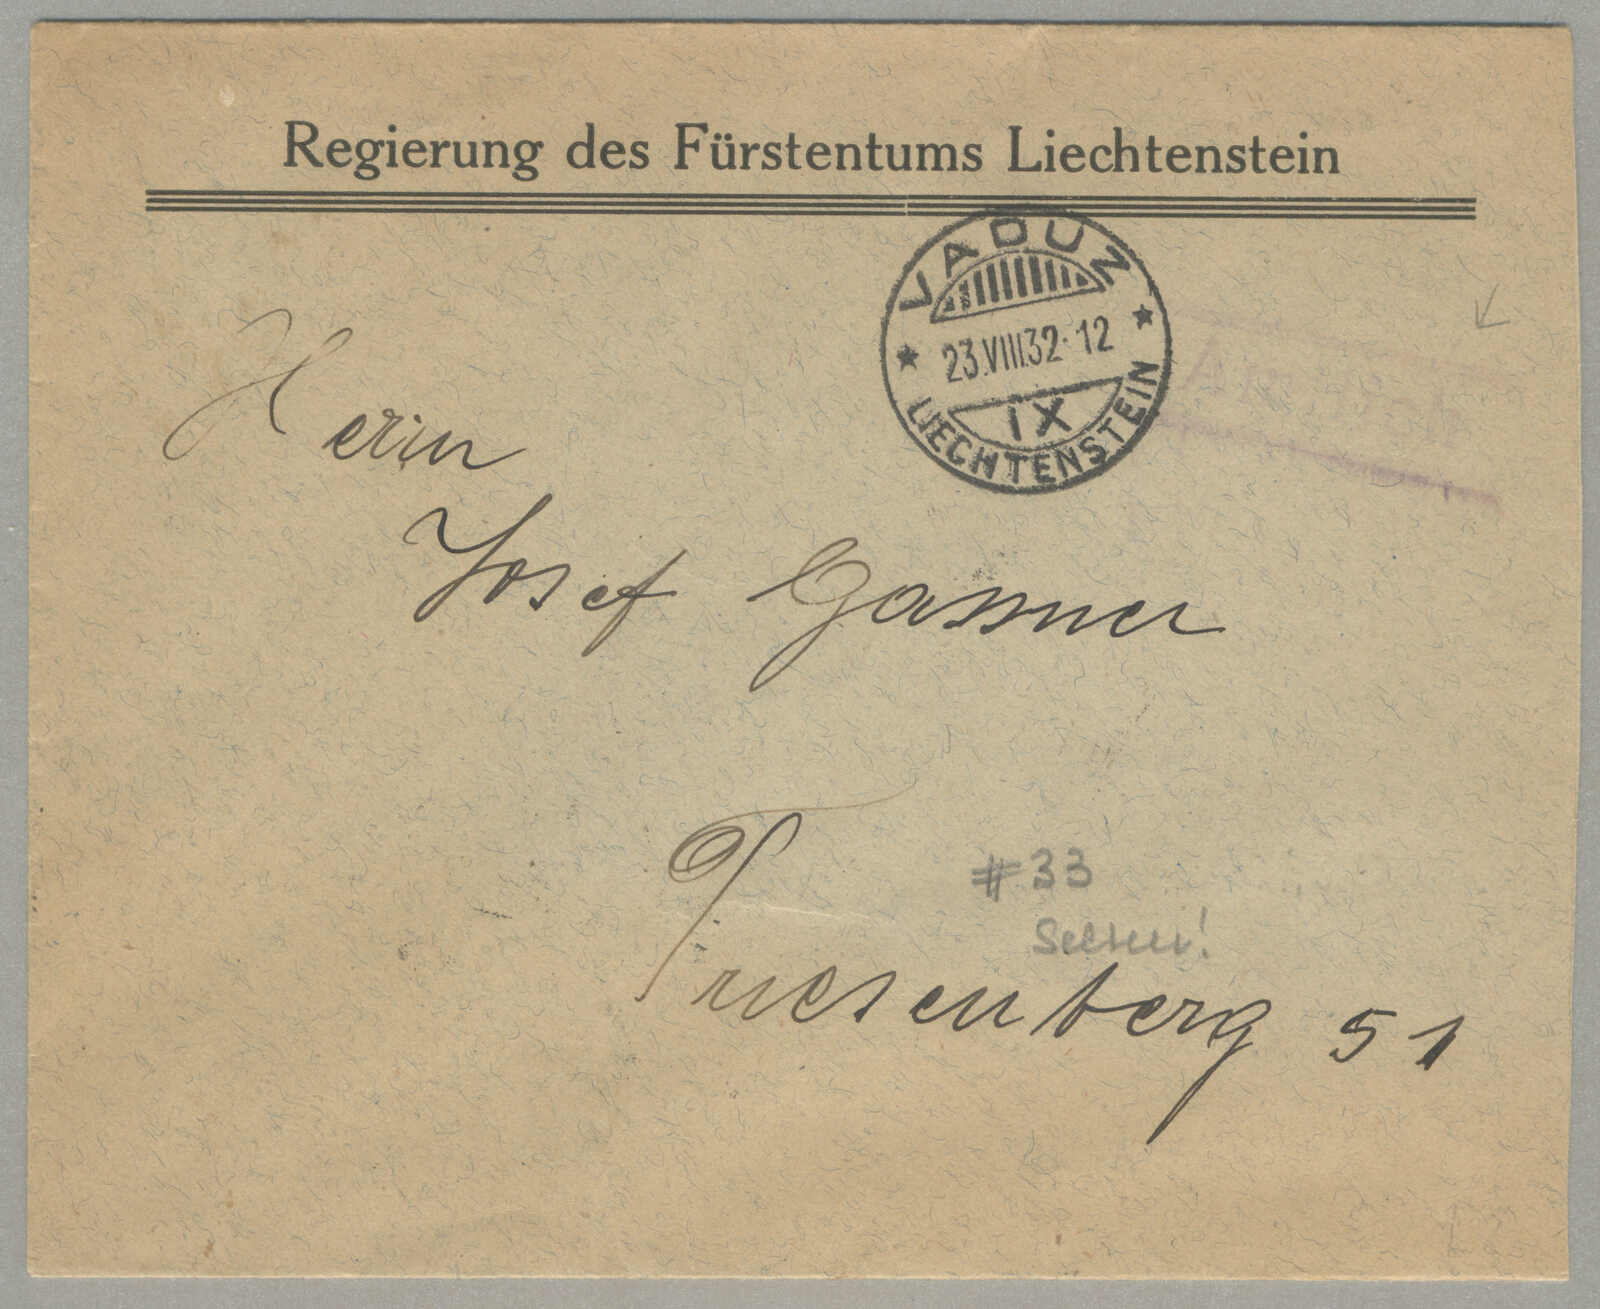 Regierung des Fürstentums Liechtenstein
VADUZ
23.VIII.32·12
IX
LIECHTENSTEIN
Herrn
Josef Gassner
#33
Selten!
Triesenberg 51